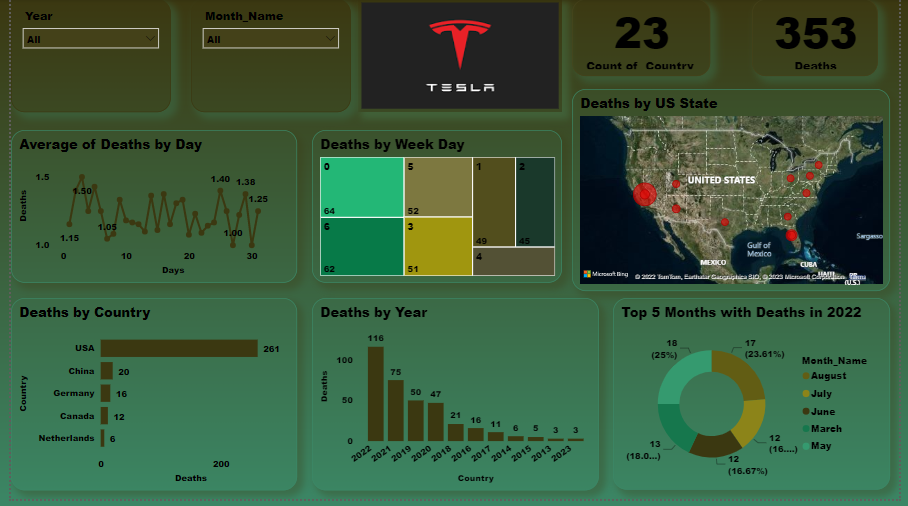 Year
All
Month_Name
All
TESLA
23
Count of Country
353
Deaths
Average of Deaths by Day
Deaths
1.5
1.0
1.15
1.50
1.05
1.40
1.38
1.00
1.25
0
10
20
30
Days
Deaths by Week Day
0
64
5
52
1
49
2
45
6
62
3
51
4
Deaths by US State
UNITED STATES
MEXICO
Gulf of
Mexico
CUBA
HAITI
Sargasso
(U.S.)
Microsoft Bing
© 2022 TomTom, Earthstar Geographics SIO, © 2023 Microsoft Corporation Terms
Deaths by Country
Country
USA
261
China
20
Germany
16
Canada
12
Netherlands
6
0
200
Deaths
Deaths by Year
Deaths
100
50
0
116
75
50
47
21
16
11
6
5
3
3
2022
2021
2019
2020
2018
2016
2017
2014
2015
2013
2023
Country
Top 5 Months with Deaths in 2022
18
(25%)
17
(23.61%)
13
(18.0...)
12
(16....)
12
(16.67%)
Month_Name
August
July
June
March
May